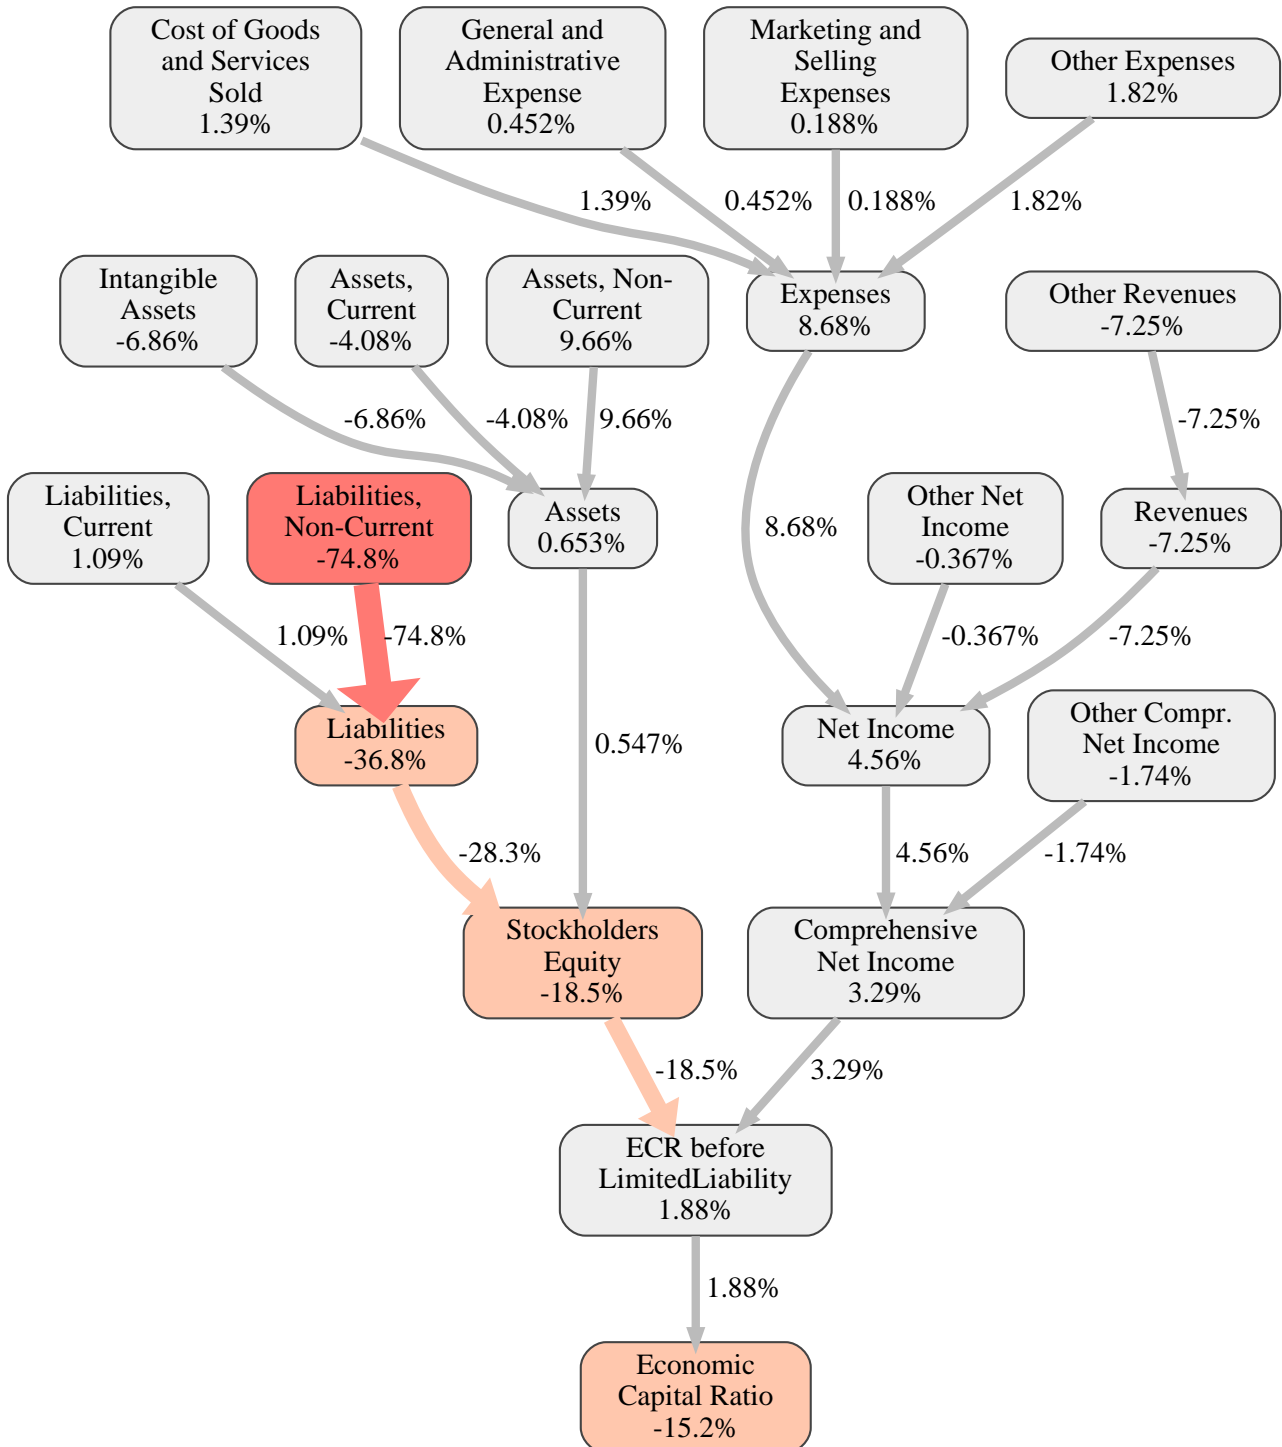 Cost of Goods
and Services
Sold
1.39%
General and
Administrative
Expense
0.452%
Marketing and
Selling
Expenses
0.188%
Other Expenses
1.82%
1.39%
0.452%
0.188%
1.82%
Intangible
Assets
-6.86%
Assets,
Current
-4.08%
Assets, Non-
Current
9.66%
Expenses
8.68%
Other Revenues
-7.25%
-6.86%
-4.08%
9.66%
-7.25%
Liabilities,
Current
1.09%
Liabilities,
Non-Current
-74.8%
Assets
0.653%
8.68%
Other Net
Income
-0.367%
Revenues
-7.25%
1.09%
-74.8%
-0.367%
-7.25%
Liabilities
-36.8%
0.547%
Net Income
4.56%
Other Compr.
Net Income
-1.74%
-28.3%
4.56%
-1.74%
Stockholders
Equity
-18.5%
Comprehensive
Net Income
3.29%
-18.5%
3.29%
ECR before
LimitedLiability
1.88%
1.88%
Economic
Capital Ratio
-15.2%